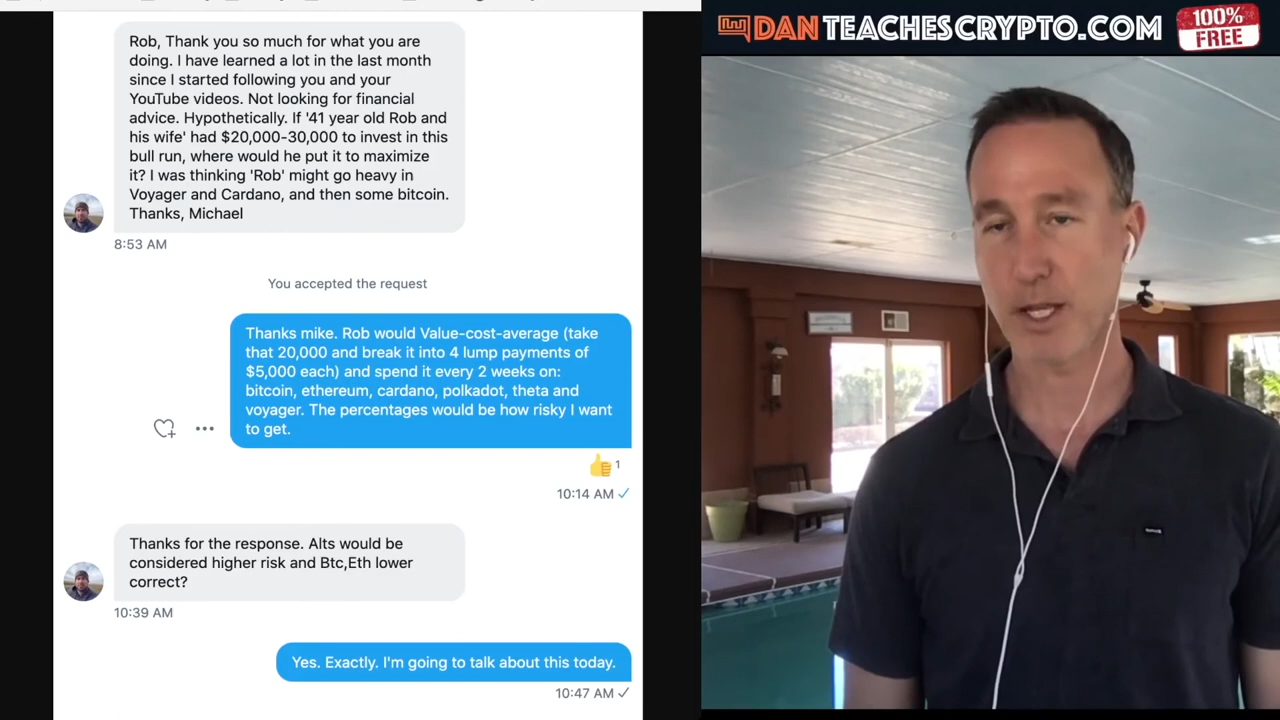 Rob, Thank you so much for what you are
doing. I have learned a lot in the last month
since I started following you and your
YouTube videos. Not looking for financial
advice. Hypothetically. If '41 year old Rob and
his wife' had $20,000-30,000 to invest in this
bull run, where would he put it to maximize
it? I was thinking 'Rob' might go heavy in
Voyager and Cardano, and then some bitcoin.
Thanks, Michael
8:53 AM
You accepted the request
Thanks mike. Rob would Value-cost-average (take
that 20,000 and break it into 4 lump payments of
$5,000 each) and spend it every 2 weeks on:
bitcoin, ethereum, cardano, polkadot, theta and
voyager. The percentages would be how risky I want
to get.
1
10:14 AM
Thanks for the response. Alts would be
considered higher risk and Btc,Eth lower
correct?
10:39 AM
Yes. Exactly. I'm going to talk about this today.
10:47 AM
DANTEACHESCRYPTO.COM
100%
FREE